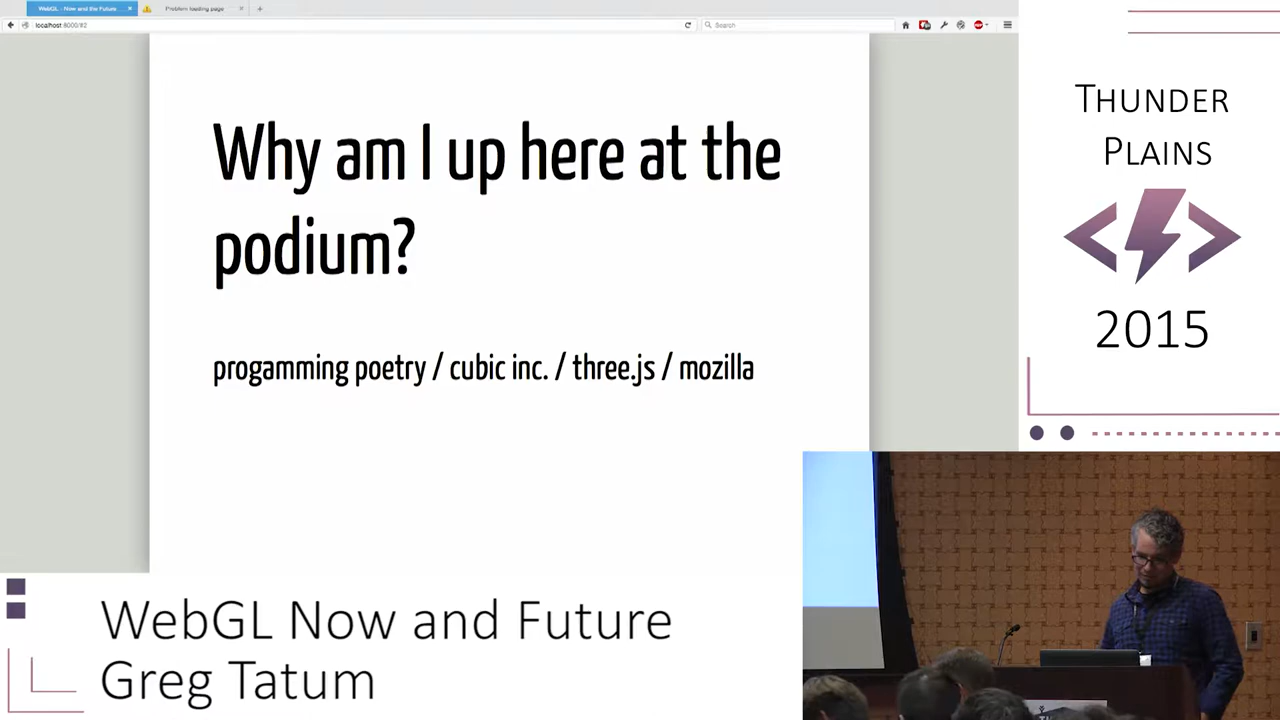 WebGL - Now and the Future
Problem loading page
localhost:8000/#2
Search
Why am I up here at the
podium?
progamming poetry / cubic inc. / three.js / mozilla
THUNDER
PLAINS
2015
WebGL Now and Future
Greg Tatum